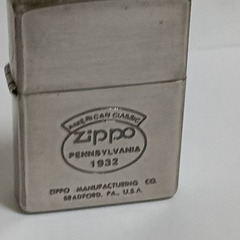 AMERICAN CLASSIC
Zippo
PENNSYLVANIA
1932
ZIPPO MANUFACTURING CO.
BRADFORD, PA., U.S.A.